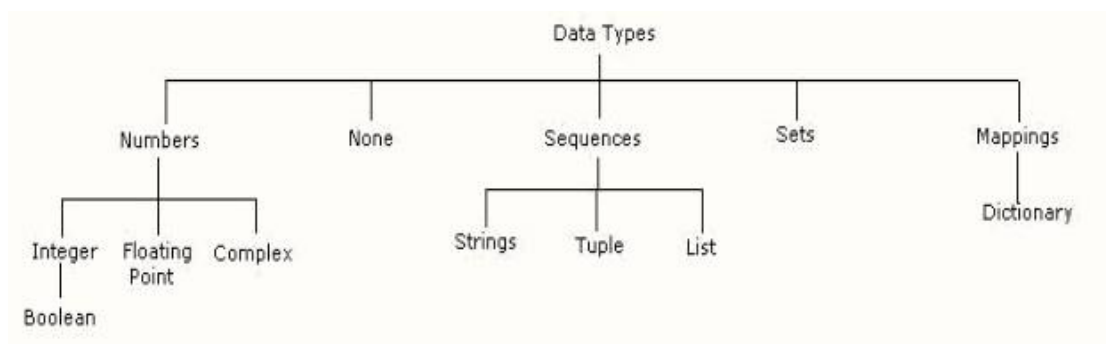 Data Types
Numbers
None
Sequences
Sets
Mappings
Integer
Floating
Point
Complex
Strings
Tuple
List
Dictionary
Boolean